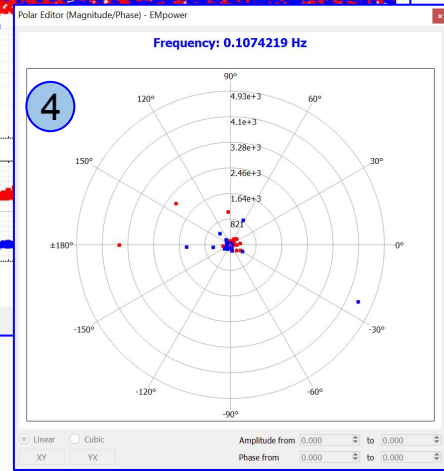 Polar Editor (Magnitude/Phase) - EMpower
Frequency: 0.1074219 Hz
4
90°
120°
60°
4.93e+3
4.1e+3
3.28e+3
150°
30°
2.46e+3
1.64e+3
821
±180°
0°
-150°
-30°
-120°
-60°
-90°
Linear Cubic Amplitude from 0.000 to 0.000
XY YX Phase from 0.000 to 0.000